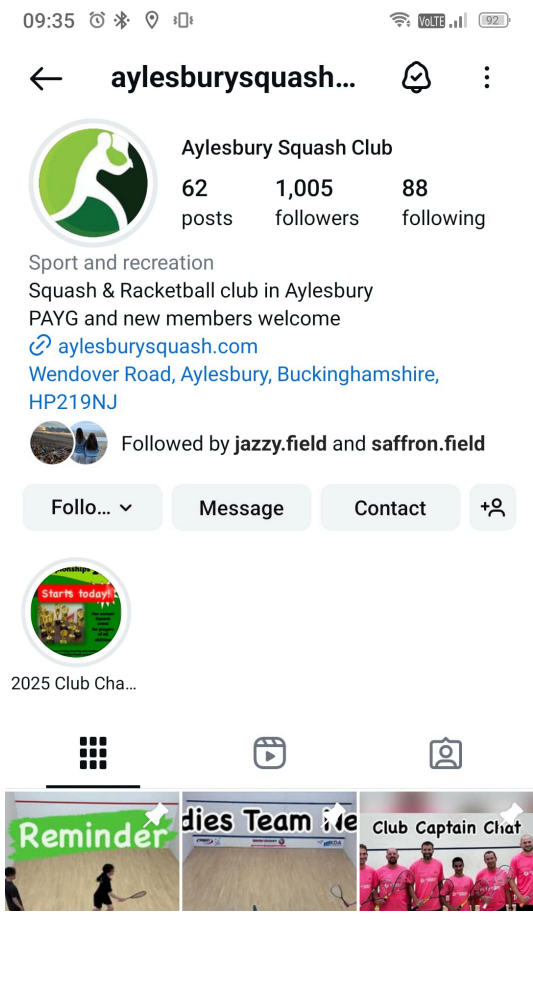 09:35
VoLTE
92
aylesburysquash...
Aylesbury Squash Club
62
1,005
88
posts
followers
following
Sport and recreation
Squash & Racketball club in Aylesbury
PAYG and new members welcome
aylesburysquash.com
Wendover Road, Aylesbury, Buckinghamshire,
HP219NJ
Followed by jazzy.field and saffron.field
Follo...
Message
Contact
Starts today!
2025 Club Cha...
Reminder
dies Team
Club Captain Chat